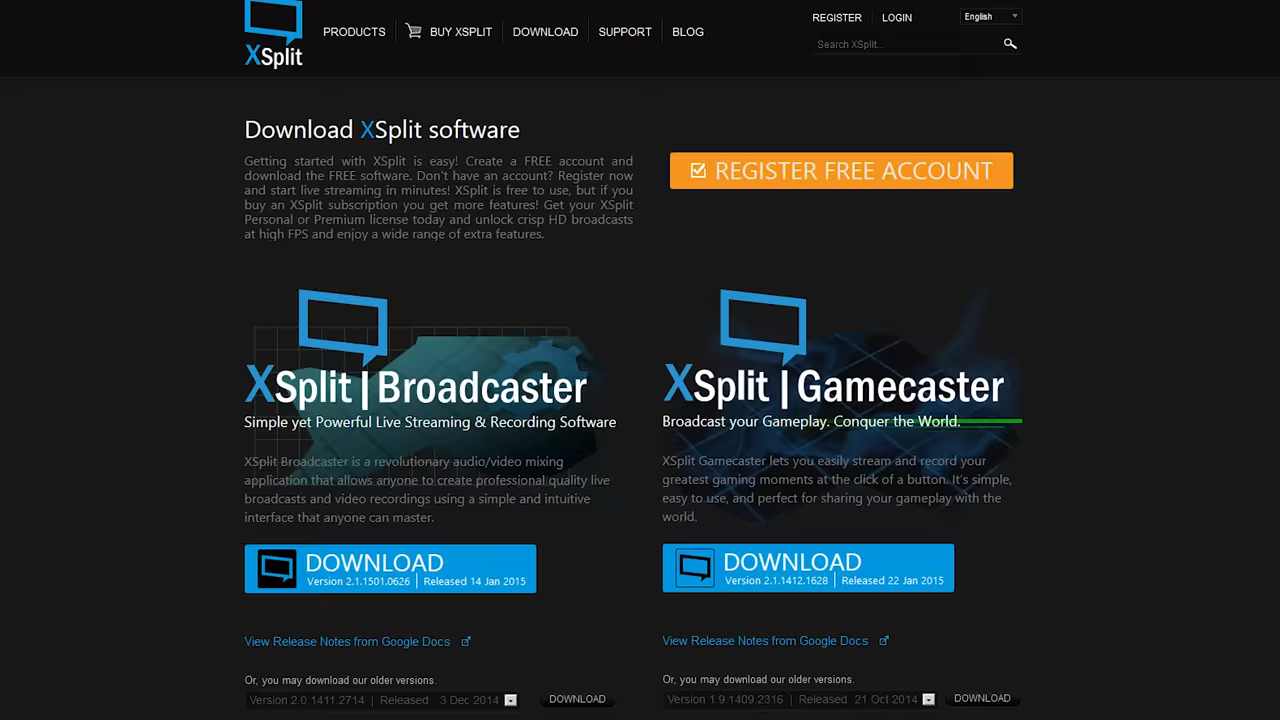 PRODUCTS
BUY XSPLIT
DOWNLOAD
SUPPORT
BLOG
REGISTER
LOGIN
English
XSplit
Search XSplit...
Download XSplit software
Getting started with XSplit is easy! Create a FREE account and
download the FREE software. Don't have an account? Register now
and start live streaming in minutes! XSplit is free to use, but if you
buy an XSplit subscription you get more features! Get your XSplit
Personal or Premium license today and unlock crisp HD broadcasts
at high FPS and enjoy a wide range of extra features.
REGISTER FREE ACCOUNT
XSplit | Broadcaster
Simple yet Powerful Live Streaming & Recording Software
XSplit Broadcaster is a revolutionary audio/video mixing
application that allows anyone to create professional quality live
broadcasts and video recordings using a simple and intuitive
interface that anyone can master.
DOWNLOAD
Version 2.1.1501.0626 | Released 14 Jan 2015
View Release Notes from Google Docs
Or, you may download our older versions.
Version 2.0.1411.2714 | Released 3 Dec 2014
DOWNLOAD
XSplit | Gamecaster
Broadcast your Gameplay. Conquer the World.
XSplit Gamecaster lets you easily stream and record your
greatest gaming moments at the click of a button. It's simple,
easy to use, and perfect for sharing your gameplay with the
world.
DOWNLOAD
Version 2.1.1412.1628 | Released 22 Jan 2015
View Release Notes from Google Docs
Or, you may download our older versions.
Version 1.9.1409.2316 | Released 21 Oct 2014
DOWNLOAD